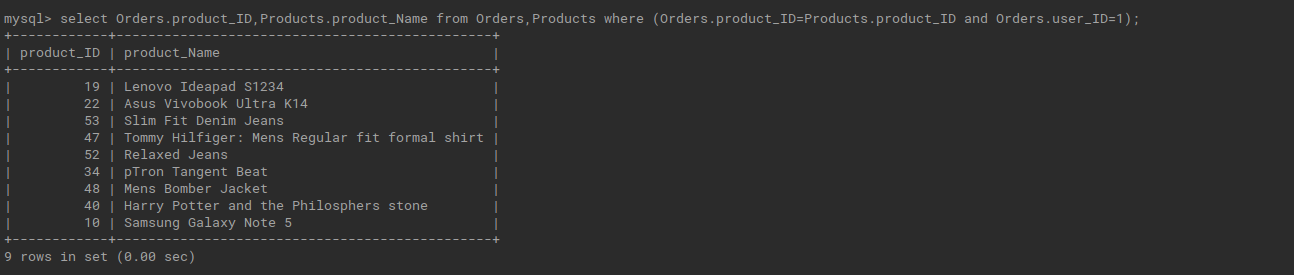 mysql> select Orders.product_ID,Products.product_Name from Orders,Products where (Orders.product_ID=Products.product_ID and Orders.user_ID=1);
+------------+-----------------------------------------------+
| product_ID | product_Name                                  |
+------------+-----------------------------------------------+
|         19 | Lenovo Ideapad S1234                          |
|         22 | Asus Vivobook Ultra K14                       |
|         53 | Slim Fit Denim Jeans                          |
|         47 | Tommy Hilfiger: Mens Regular fit formal shirt |
|         52 | Relaxed Jeans                                 |
|         34 | pTron Tangent Beat                            |
|         48 | Mens Bomber Jacket                            |
|         40 | Harry Potter and the Philosphers stone        |
|         10 | Samsung Galaxy Note 5                         |
+------------+-----------------------------------------------+
9 rows in set (0.00 sec)